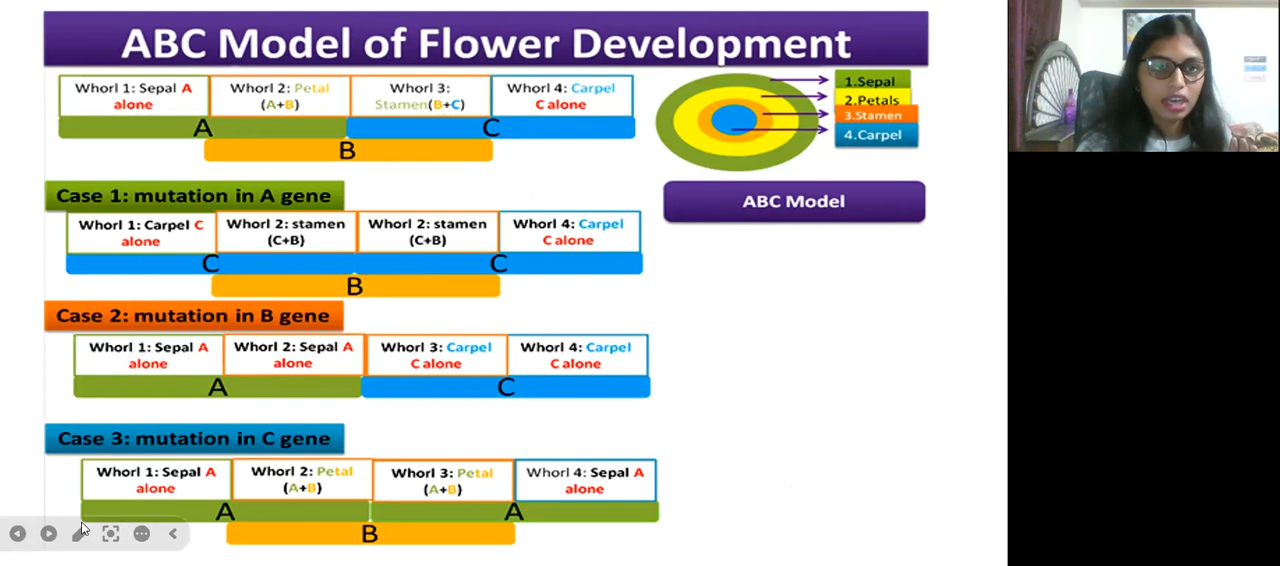 ABC Model of Flower Development
Whorl 1: Sepal A
alone
Whorl 2: Petal
(A+B)
Whorl 3:
Stamen(B+C)
Whorl 4: Carpel
C alone
A
C
B
1.Sepal
2.Petals
3.Stamen
4.Carpel
ABC Model
Case 1: mutation in A gene
Whorl 1: Carpel C
alone
Whorl 2: stamen
(C+B)
Whorl 2: stamen
(C+B)
Whorl 4: Carpel
C alone
C
C
B
Case 2: mutation in B gene
Whorl 1: Sepal A
alone
Whorl 2: Sepal A
alone
Whorl 3: Carpel
C alone
Whorl 4: Carpel
C alone
A
C
Case 3: mutation in C gene
Whorl 1: Sepal A
alone
Whorl 2: Petal
(A+B)
Whorl 3: Petal
(A+B)
Whorl 4: Sepal A
alone
A
A
B